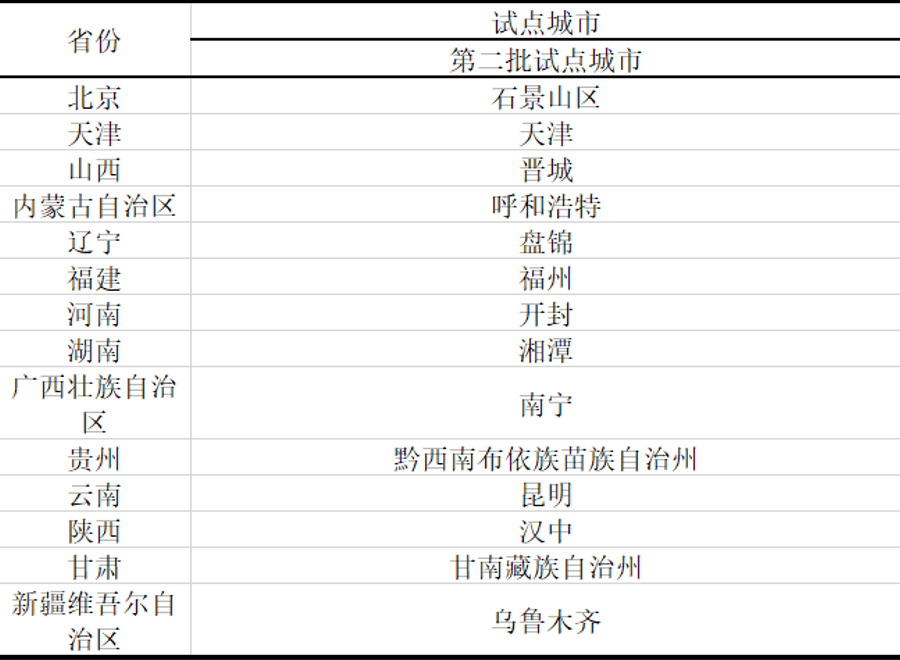 省份
试点城市
第二批试点城市
北京
石景山区
天津
天津
山西
晋城
内蒙古自治区
呼和浩特
辽宁
盘锦
福建
福州
河南
开封
湖南
湘潭
广西壮族自治
区
南宁
贵州
黔西南布依族苗族自治州
云南
昆明
陕西
汉中
甘肃
甘南藏族自治州
新疆维吾尔自
治区
乌鲁木齐